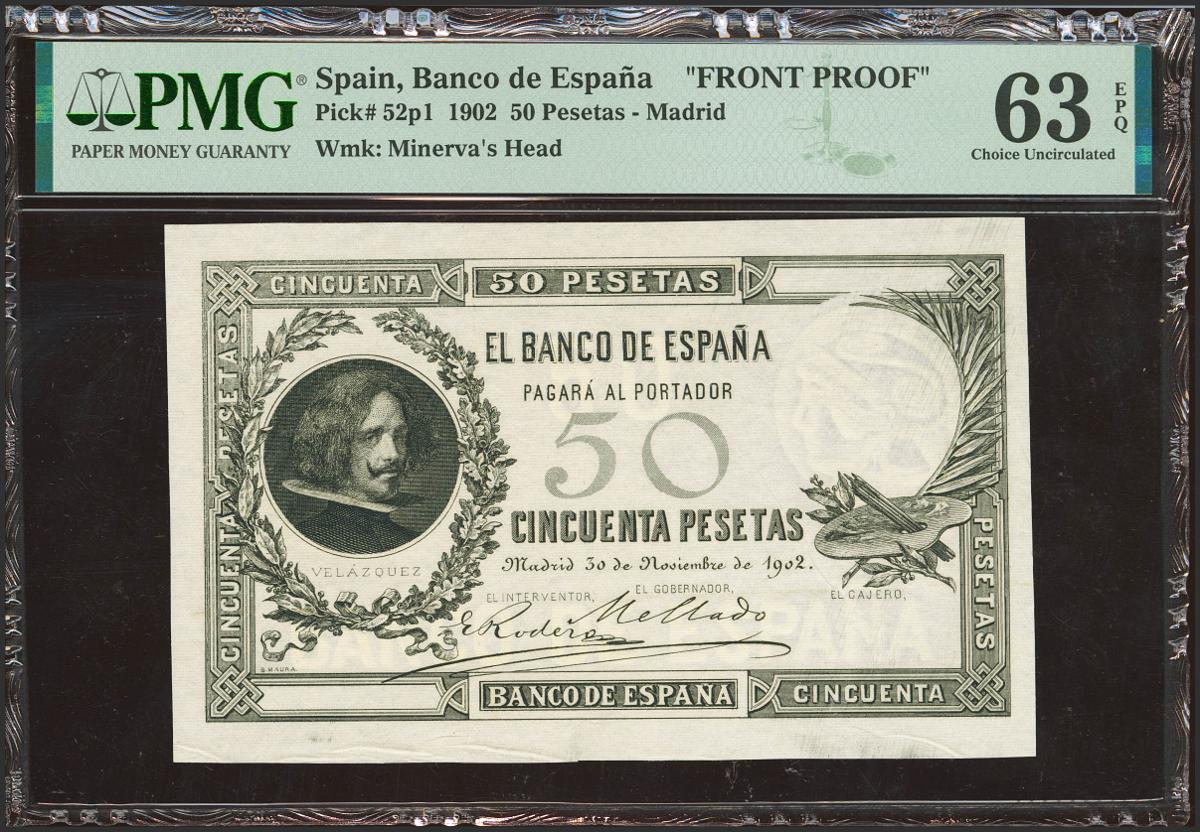 PMG®
PAPER MONEY GUARANTY
Spain, Banco de España "FRONT PROOF"
Pick# 52p1 1902 50 Pesetas - Madrid
Wmk: Minerva's Head
63 EPQ
Choice Uncirculated
CINCUENTA 50 PESETAS
CINCUENTA PESETAS
EL BANCO DE ESPAÑA
PAGARÁ AL PORTADOR
50
CINCUENTA PESETAS
Madrid 30 de Noviembre de 1902.
VELÁZQUEZ
EL INTERVENTOR, EL GOBERNADOR, EL CAJERO,
E Rodero Mellado
B. MAURA.
PESETAS
BANCO DE ESPAÑA CINCUENTA